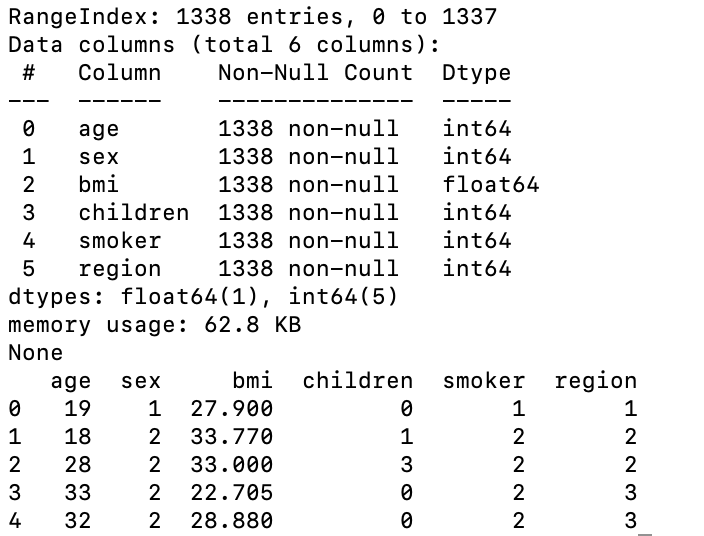 RangeIndex: 1338 entries, 0 to 1337
Data columns (total 6 columns):
 #   Column    Non-Null Count  Dtype
---  ------    --------------  -----
 0   age       1338 non-null   int64
 1   sex       1338 non-null   int64
 2   bmi       1338 non-null   float64
 3   children  1338 non-null   int64
 4   smoker    1338 non-null   int64
 5   region    1338 non-null   int64
dtypes: float64(1), int64(5)
memory usage: 62.8 KB
None
   age  sex     bmi  children  smoker  region
0   19    1  27.900         0       1       1
1   18    2  33.770         1       2       2
2   28    2  33.000         3       2       2
3   33    2  22.705         0       2       3
4   32    2  28.880         0       2       3